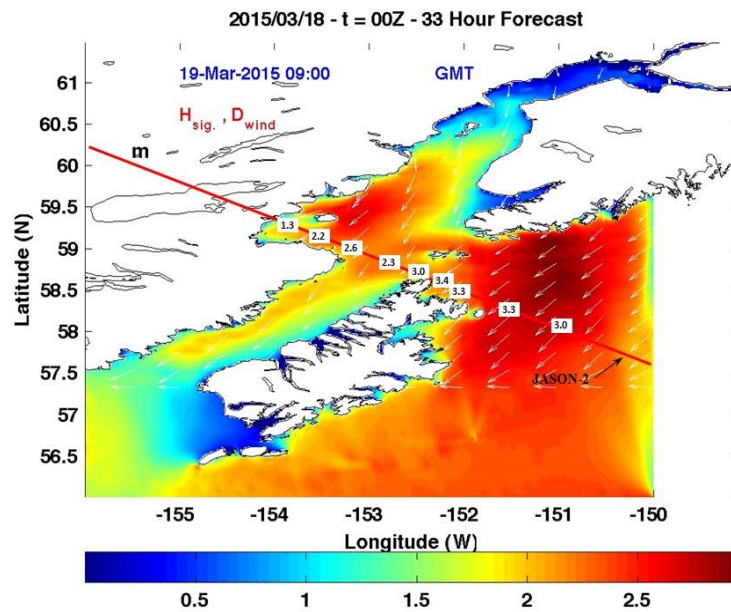 2015/03/18 - t = 00Z - 33 Hour Forecast
19-Mar-2015 09:00 GMT
H_sig. , D_wind
m
61
60.5
60
59.5
59
58.5
58
57.5
57
56.5
Latitude (N)
1.3
2.2
2.6
2.3
3.0
3.4
3.3
3.3
3.0
JASON-2
-155 -154 -153 -152 -151 -150
Longitude (W)
0.5 1 1.5 2 2.5